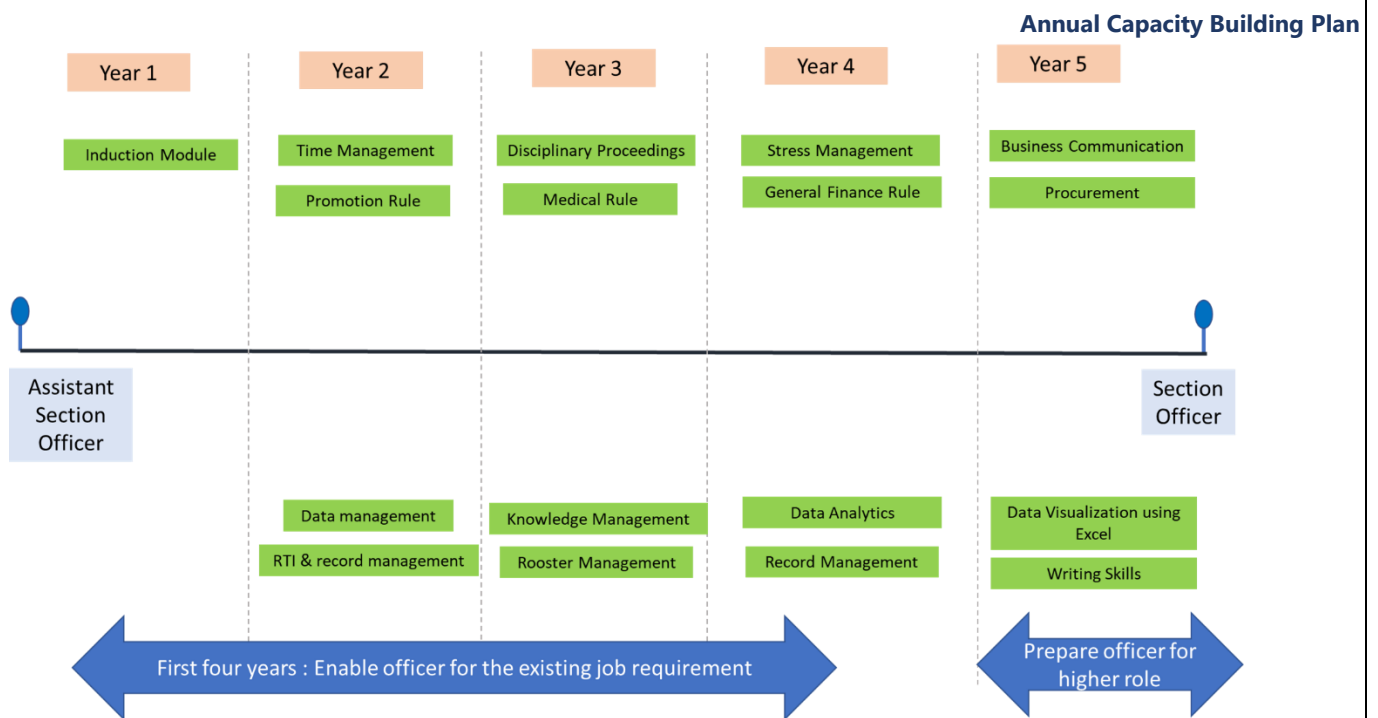 Annual Capacity Building Plan
Year 1
Year 2
Year 3
Year 4
Year 5
Induction Module
Time Management
Disciplinary Proceedings
Stress Management
Business Communication
Promotion Rule
Medical Rule
General Finance Rule
Procurement
Assistant
Section
Officer
Section
Officer
Data management
Knowledge Management
Data Analytics
Data Visualization using
Excel
RTI & record management
Rooster Management
Record Management
Writing Skills
First four years : Enable officer for the existing job requirement
Prepare officer for
higher role